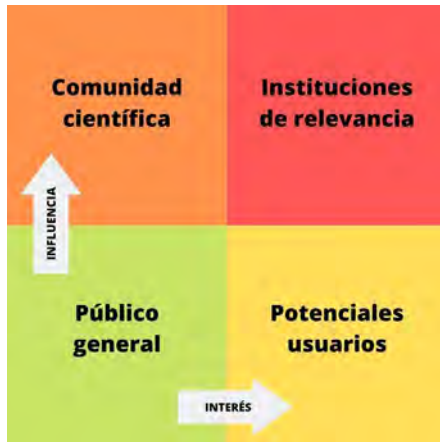 Comunidad
científica
Instituciones
de relevancia
INFLUENCIA
Público
general
Potenciales
usuarios
INTERÉS